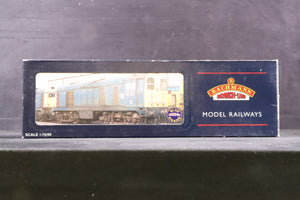 BACHMANN
BRANCH-LINE
MODEL RAILWAYS
SCALE 1:76/00